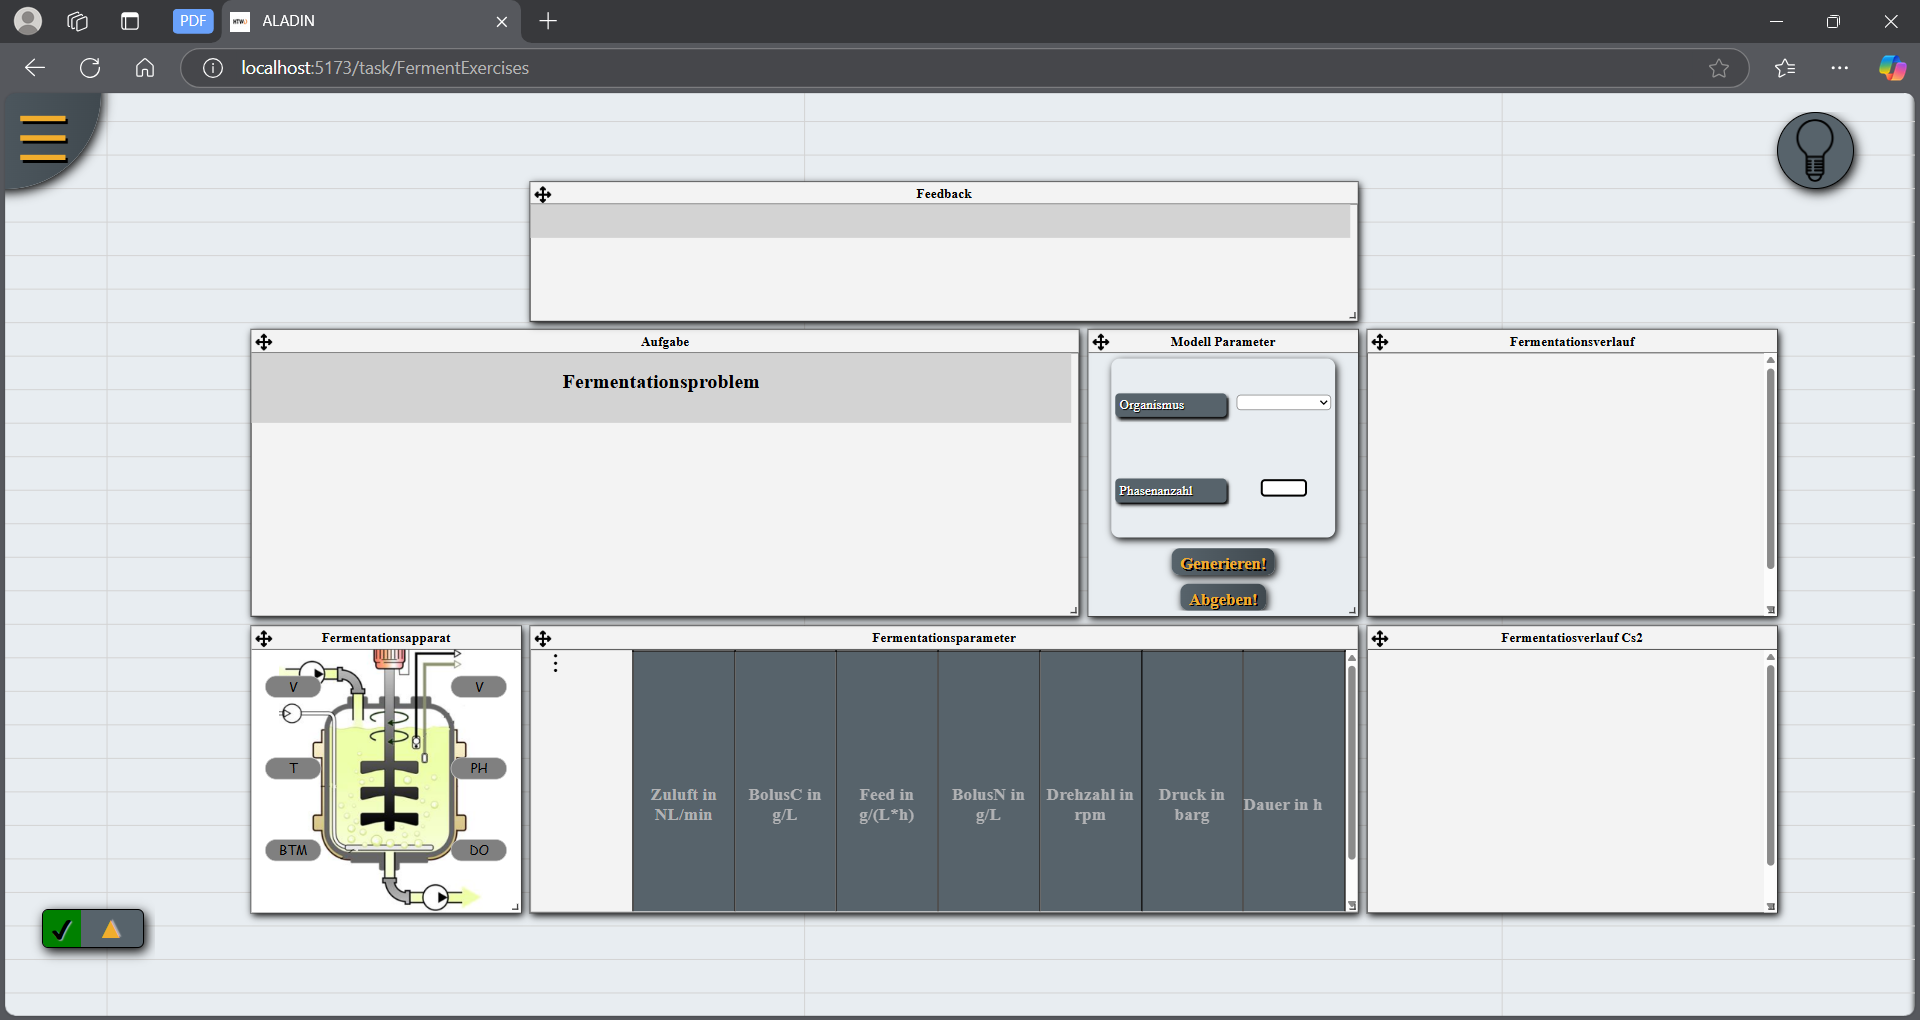 PDF
HTW
ALADIN
localhost:5173/task/FermentExercises
Feedback
Aufgabe
Fermentationsproblem
Modell Parameter
Organismus
Phasenanzahl
Generieren!
Abgeben!
Fermentationsverlauf
Fermentationsapparat
V
V
T
PH
BTM
DO
Fermentationsparameter
Zuluft in
NL/min
BolusC in
g/L
Feed in
g/(L*h)
BolusN in
g/L
Drehzahl in
rpm
Druck in
barg
Dauer in h
Fermentatiosverlauf Cs2